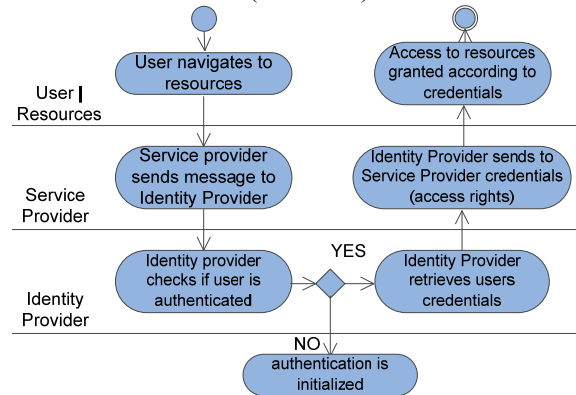 User navigates to
resources
Access to resources
granted according to
credentials
User |
Resources
Service provider
sends message to
Identity Provider
Identity Provider sends to
Service Provider credentials
(access rights)
Service
Provider
Identity provider
checks if user is
authenticated
YES
Identity Provider
retrieves users
credentials
Identity
Provider
NO
authentication is
initialized